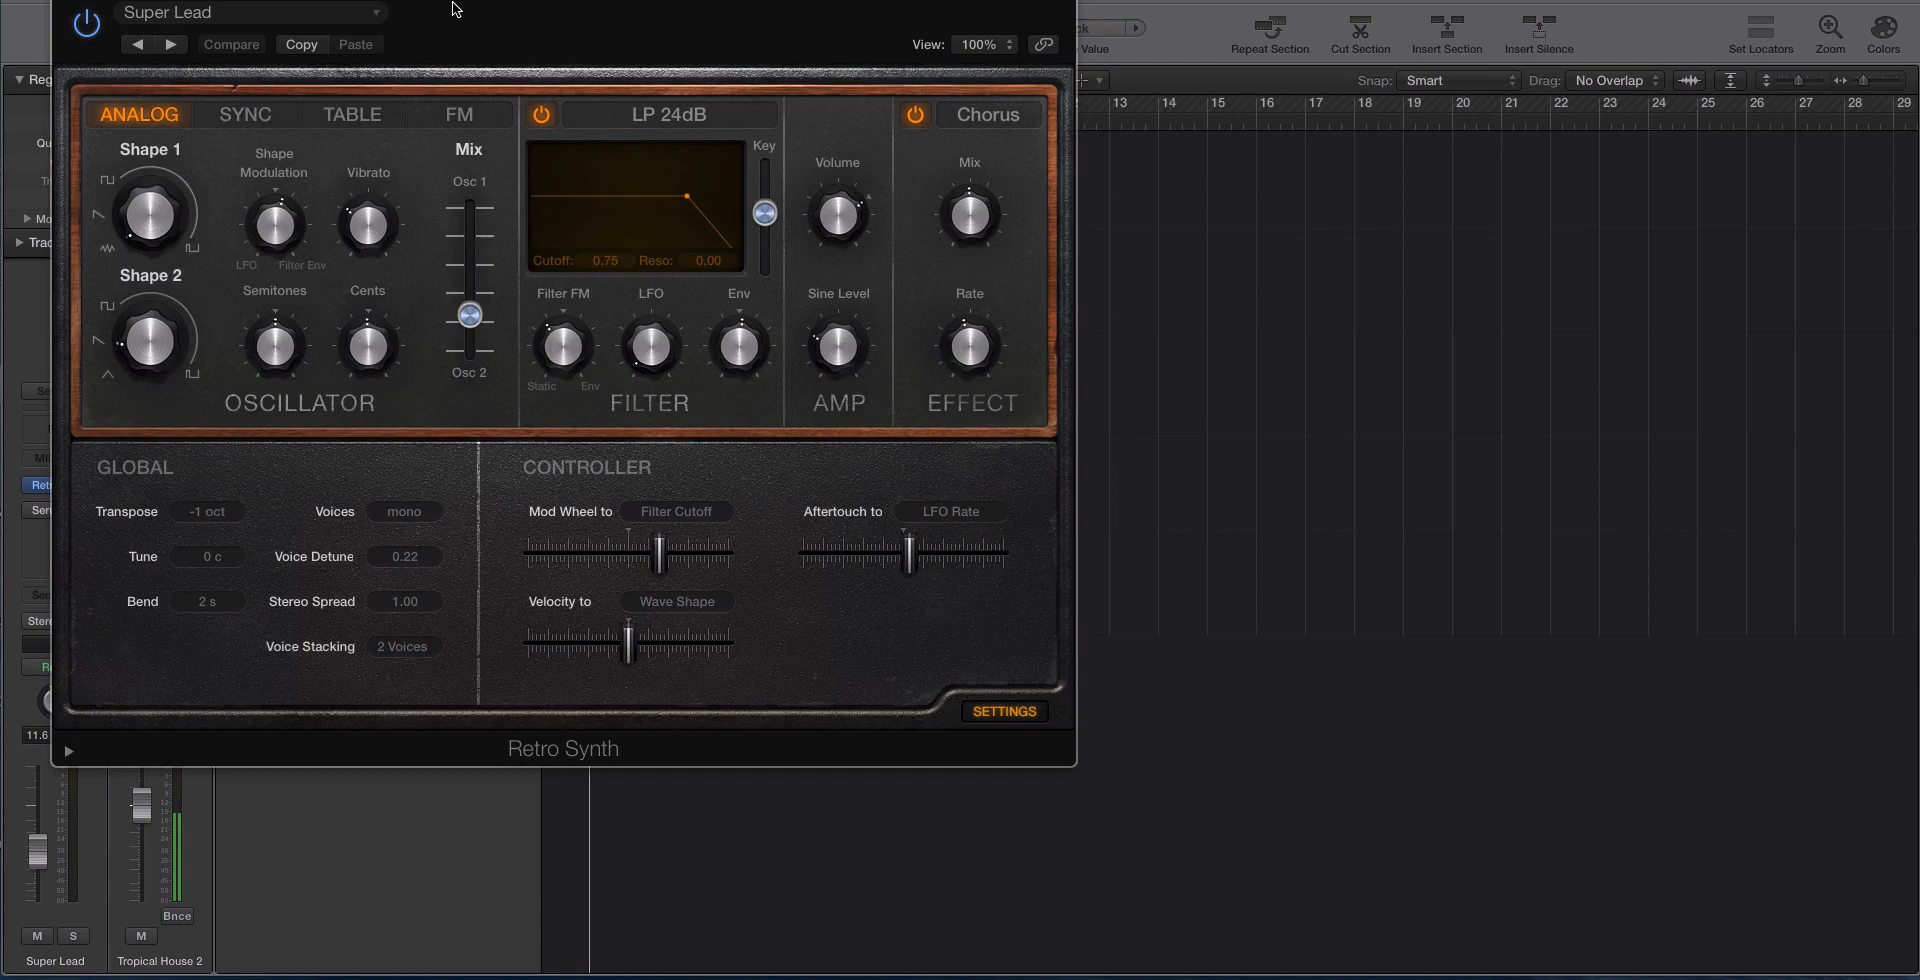 Super Lead
Compare Copy Paste
View: 100%
Value
Repeat Section Cut Section Insert Section Insert Silence Set Locators Zoom Colors
Snap: Smart Drag: No Overlap
13 14 15 16 17 18 19 20 21 22 23 24 25 26 27 28 29
ANALOG SYNC TABLE FM
LP 24dB
Chorus
Shape 1
Shape Modulation
Vibrato
LFO Filter Env
Shape 2
Semitones
Cents
Mix
Osc 1
Osc 2
OSCILLATOR
Key
Cutoff: 0.75 Reso: 0.00
Filter FM
LFO
Env
Static Env
FILTER
Volume
Sine Level
AMP
Mix
Rate
EFFECT
GLOBAL
Transpose -1 oct
Tune 0 c
Bend 2 s
Voices mono
Voice Detune 0.22
Stereo Spread 1.00
Voice Stacking 2 Voices
CONTROLLER
Mod Wheel to Filter Cutoff
Aftertouch to LFO Rate
Velocity to Wave Shape
SETTINGS
Retro Synth
Reg
Qu
Mo
Trac
Retr
Sen
Stere
11.6
Bnce
M S M
Super Lead Tropical House 2